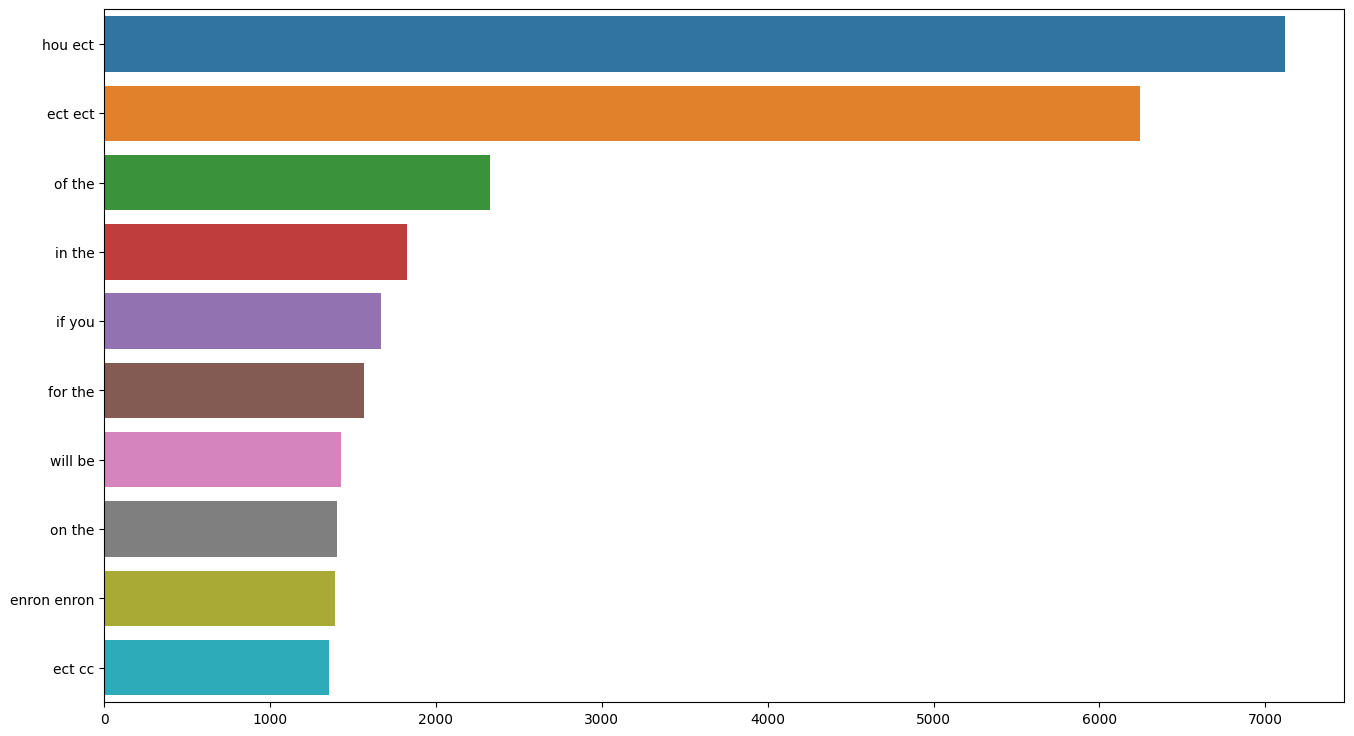 hou ect
ect ect
of the
in the
if you
for the
will be
on the
enron enron
ect cc
0 1000 2000 3000 4000 5000 6000 7000